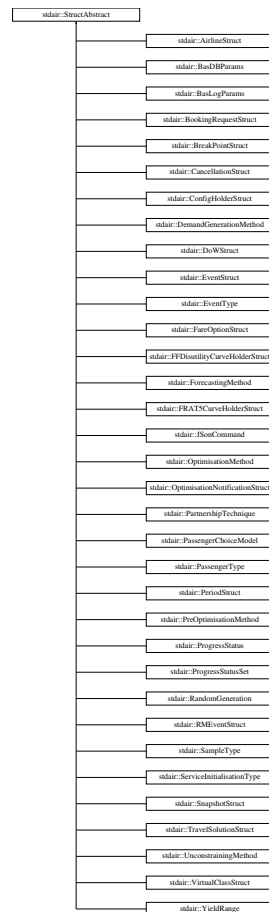 stdair::StructAbstract
stdair::AirlineStruct
stdair::BasDBParams
stdair::BasLogParams
stdair::BookingRequestStruct
stdair::BreakPointStruct
stdair::CancellationStruct
stdair::ConfigHolderStruct
stdair::DemandGenerationMethod
stdair::DoWStruct
stdair::EventStruct
stdair::EventType
stdair::FareOptionStruct
stdair::FFDisutilityCurveHolderStruct
stdair::ForecastingMethod
stdair::FRAT5CurveHolderStruct
stdair::JSonCommand
stdair::OptimisationMethod
stdair::OptimisationNotificationStruct
stdair::PartnershipTechnique
stdair::PassengerChoiceModel
stdair::PassengerType
stdair::PeriodStruct
stdair::PreOptimisationMethod
stdair::ProgressStatus
stdair::ProgressStatusSet
stdair::RandomGeneration
stdair::RMEventStruct
stdair::SampleType
stdair::ServiceInitialisationType
stdair::SnapshotStruct
stdair::TravelSolutionStruct
stdair::UnconstrainingMethod
stdair::VirtualClassStruct
stdair::YieldRange